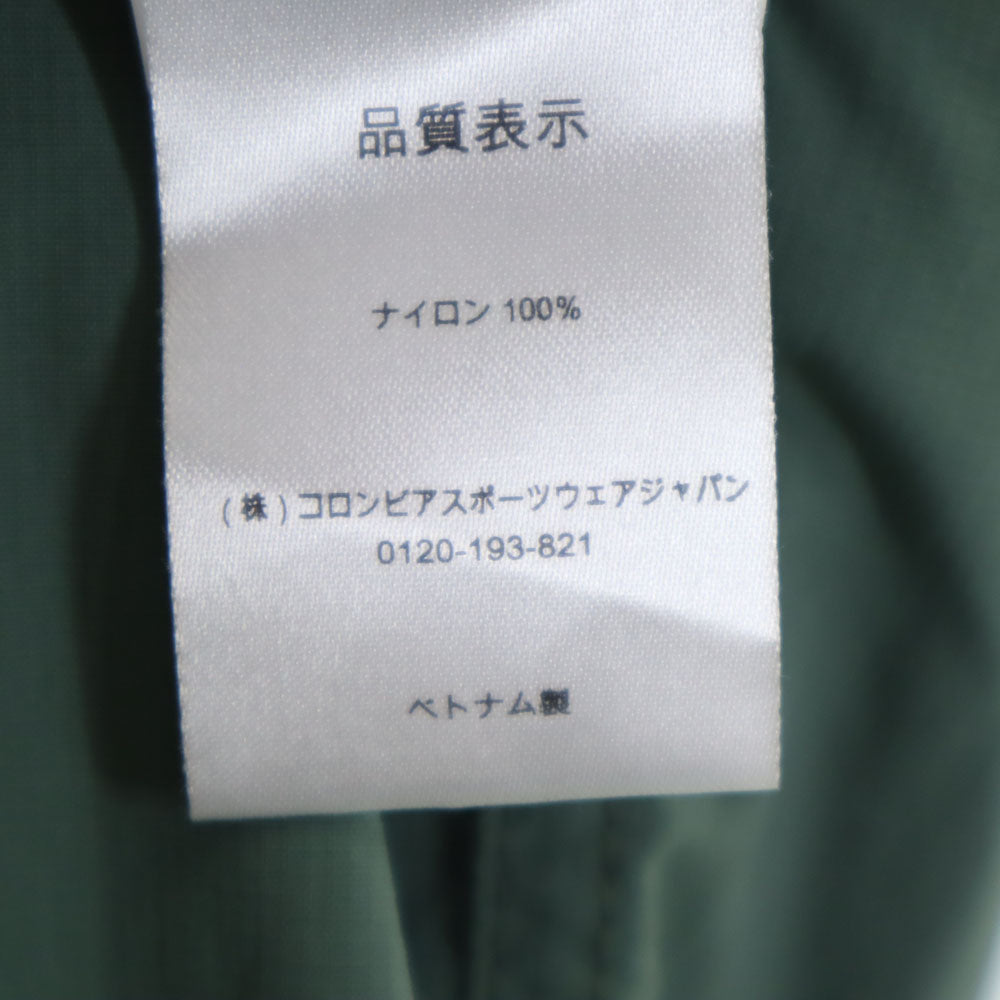 品質表示
ナイロン 100%
(株)コロンビアスポーツウェアジャパン
0120-193-821
ベトナム製